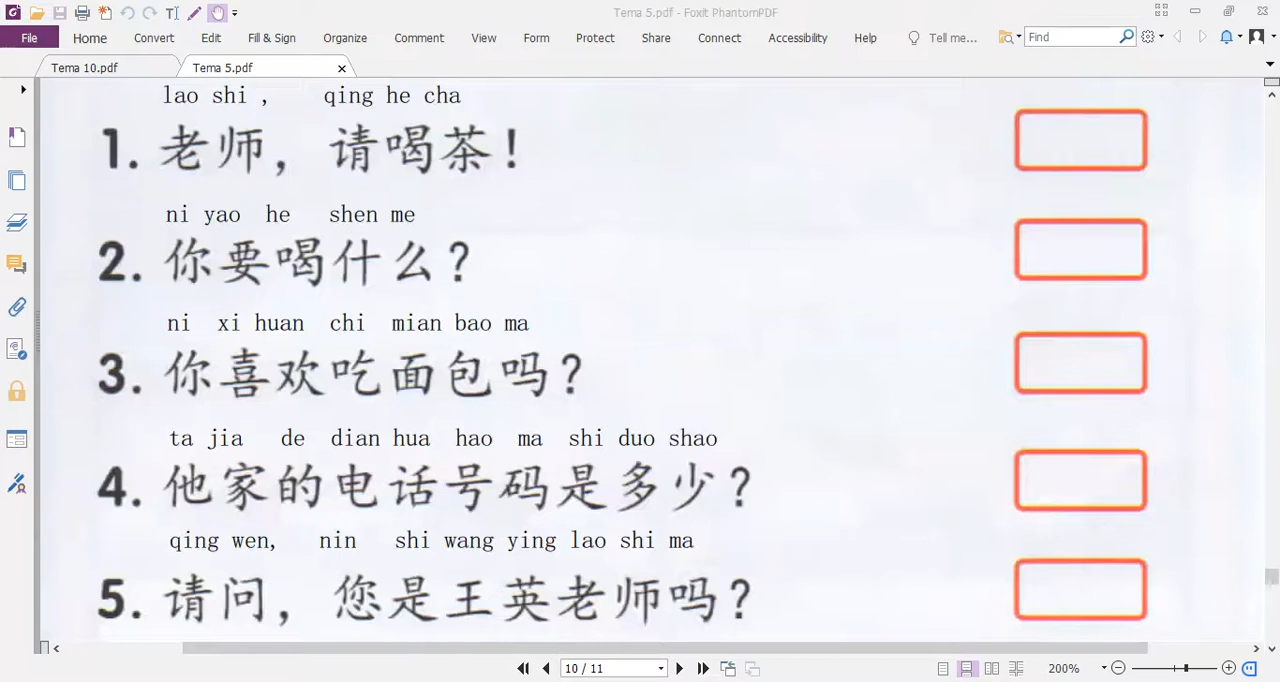 Tema 5.pdf - Foxit PhantomPDF
File Home Convert Edit Fill & Sign Organize Comment View Form Protect Share Connect Accessibility Help Tell me... Find
Tema 10.pdf Tema 5.pdf
lao shi , qing he cha
1. 老师，请喝茶！
ni yao he shen me
2. 你要喝什么？
ni xi huan chi mian bao ma
3. 你喜欢吃面包吗？
ta jia de dian hua hao ma shi duo shao
4. 他家的电话号码是多少？
qing wen, nin shi wang ying lao shi ma
5. 请问，您是王英老师吗？
10 / 11 200%